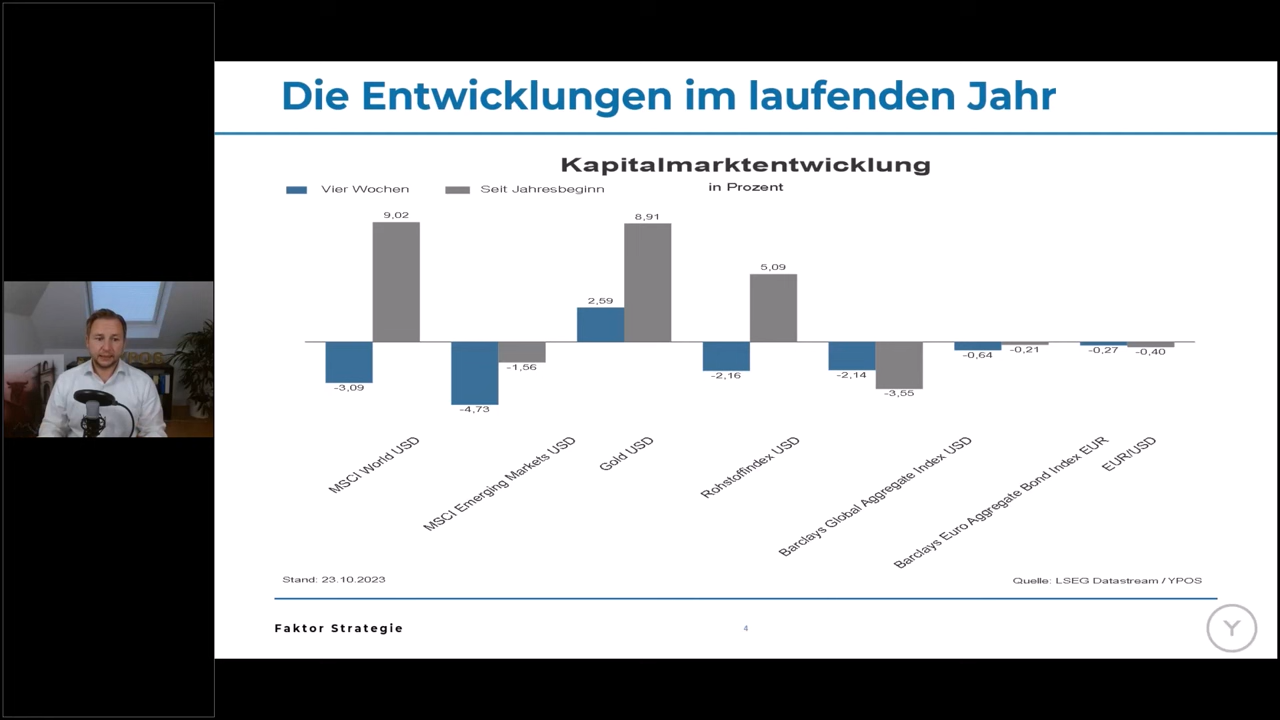 Die Entwicklungen im laufenden Jahr
Kapitalmarktentwicklung
in Prozent
Vier Wochen
Seit Jahresbeginn
9,02
-3,09
-4,73
-1,56
2,59
8,91
-2,16
5,09
-2,14
-3,55
-0,64
-0,21
-0,27
-0,40
MSCI World USD
MSCI Emerging Markets USD
Gold USD
Rohstoffindex USD
Barclays Global Aggregate Index USD
Barclays Euro Aggregate Bond Index EUR
EUR/USD
Stand: 23.10.2023
Quelle: LSEG Datastream / YPOS
Faktor Strategie
4
Y
YPOS